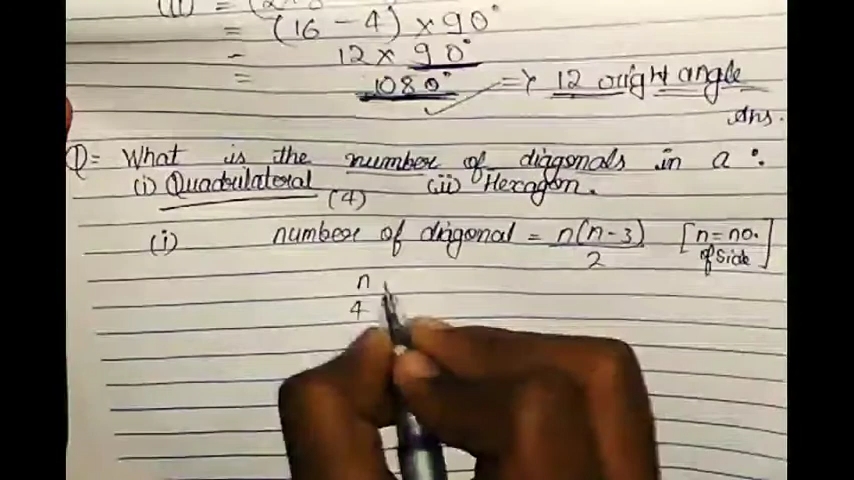 = (16 - 4) × 90°
- 12 × 90°
= 1080° => 12 right angle
Ans.
Q= What is the number of diagonals in a :.
(i) Quadulateral (ii) Hexagon.
(4)
(i) number of diagonal = n(n-3)/2 [n = no. of side]
n
4